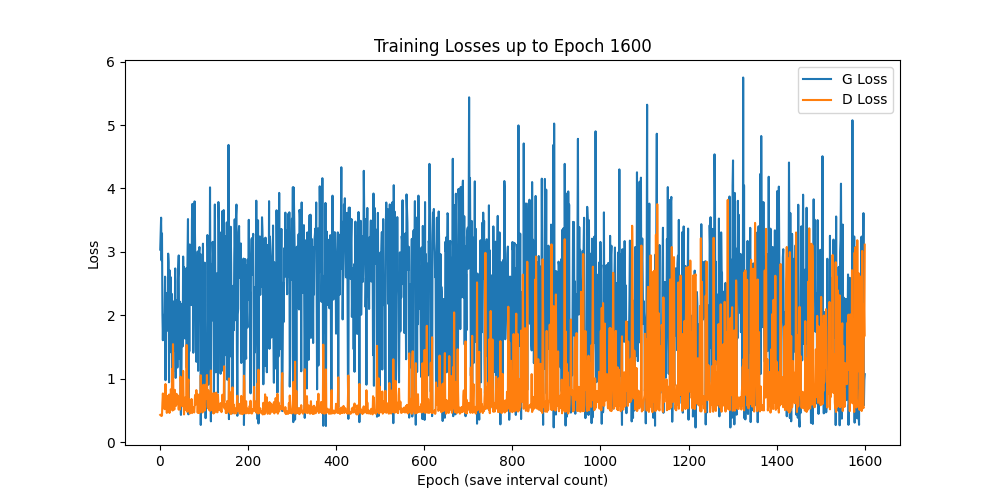 Training Losses up to Epoch 1600
G Loss
D Loss
6
5
4
3
2
1
0
Loss
0 200 400 600 800 1000 1200 1400 1600
Epoch (save interval count)